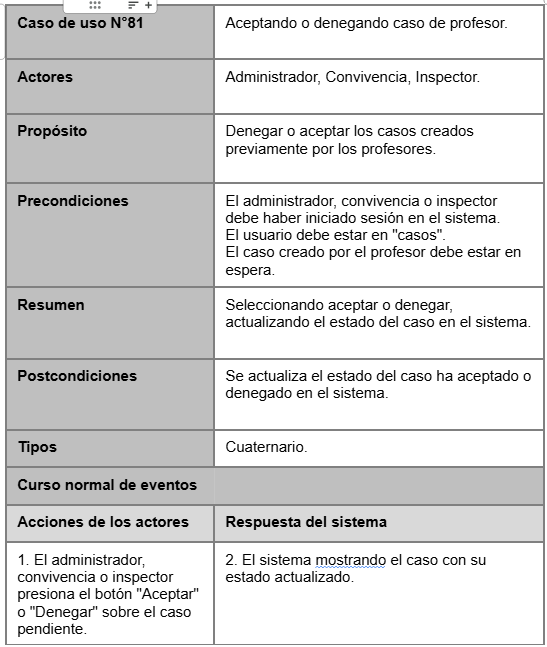 Caso de uso N°81
Aceptando o denegando caso de profesor.
Actores
Administrador, Convivencia, Inspector.
Propósito
Denegar o aceptar los casos creados
previamente por los profesores.
Precondiciones
El administrador, convivencia o inspector
debe haber iniciado sesión en el sistema.
El usuario debe estar en "casos".
El caso creado por el profesor debe estar en
espera.
Resumen
Seleccionando aceptar o denegar,
actualizando el estado del caso en el sistema.
Postcondiciones
Se actualiza el estado del caso ha aceptado o
denegado en el sistema.
Tipos
Cuaternario.
Curso normal de eventos
Acciones de los actores
Respuesta del sistema
1. El administrador,
convivencia o inspector
presiona el botón "Aceptar"
o "Denegar" sobre el caso
pendiente.
2. El sistema mostrando el caso con su
estado actualizado.